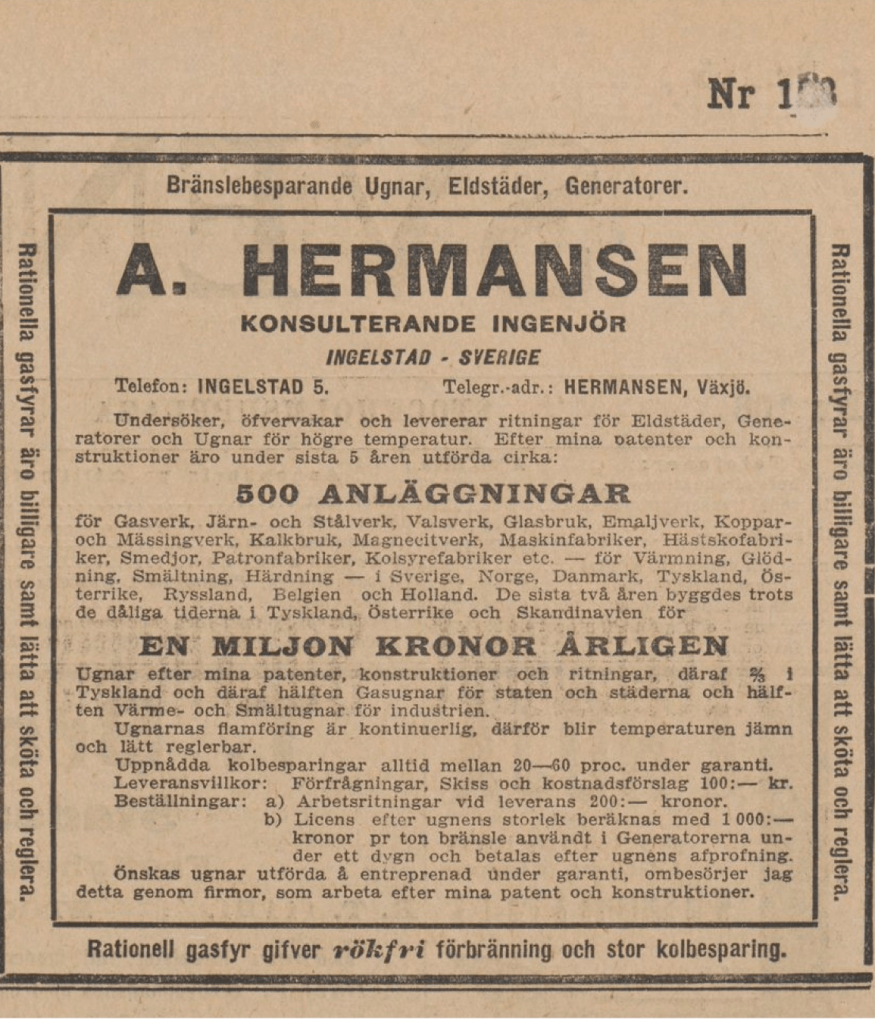 Nr
Bränslebesparande Ugnar, Eldstäder, Generatorer.
Rationella gasfyrar äro billigare samt lätta att sköta och reglera.
A. HERMANSEN
KONSULTERANDE INGENJÖR
INGELSTAD - SVERIGE
Telefon: INGELSTAD 5. Telegr.-adr.: HERMANSEN, Växjö.
Undersöker, öfvervakar och levererar ritningar för Eldstäder, Gene-
ratorer och Ugnar för högre temperatur. Efter mina patenter och kon-
struktioner äro under sista 5 åren utförda cirka:
500 ANLÄGGNINGAR
för Gasverk, Järn- och Stålverk, Valsverk, Glasbruk, Emaljverk, Koppar-
och Mässingverk, Kalkbruk, Magnecitverk, Maskinfabriker, Hästskofabri-
ker, Smedjor, Patronfabriker, Kolsyrefabriker etc. — för Värmning, Glöd-
ning, Smältning, Härdning — i Sverige, Norge, Danmark, Tyskland, Ös-
terrike, Ryssland, Belgien och Holland. De sista två åren byggdes trots
de dåliga tiderna i Tyskland, Österrike och Skandinavien för
EN MILJON KRONOR ÅRLIGEN
Ugnar efter mina patenter, konstruktioner och ritningar, däraf ⅔ i
Tyskland och däraf hälften Gasugnar för staten och städerna och hälf-
ten Värme- och Smältugnar för industrien.
Ugnarnas flamföring är kontinuerlig, därför blir temperaturen jämn
och lätt reglerbar.
Uppnådda kolbesparingar alltid mellan 20—60 proc. under garanti.
Leveransvillkor: Förfrågningar, Skiss och kostnadsförslag 100:— kr.
Beställningar: a) Arbetsritningar vid leverans 200:— kronor.
b) Licens efter ugnens storlek beräknas med 1 000:—
kronor pr ton bränsle användt i Generatorerna un-
der ett dygn och betalas efter ugnens afprofning.
Önskas ugnar utförda å entreprenad under garanti, ombesörjer jag
detta genom firmor, som arbeta efter mina patent och konstruktioner.
Rationella gasfyrar äro billigare samt lätta att sköta och reglera.
Rationell gasfyr gifver rökfri förbränning och stor kolbesparing.